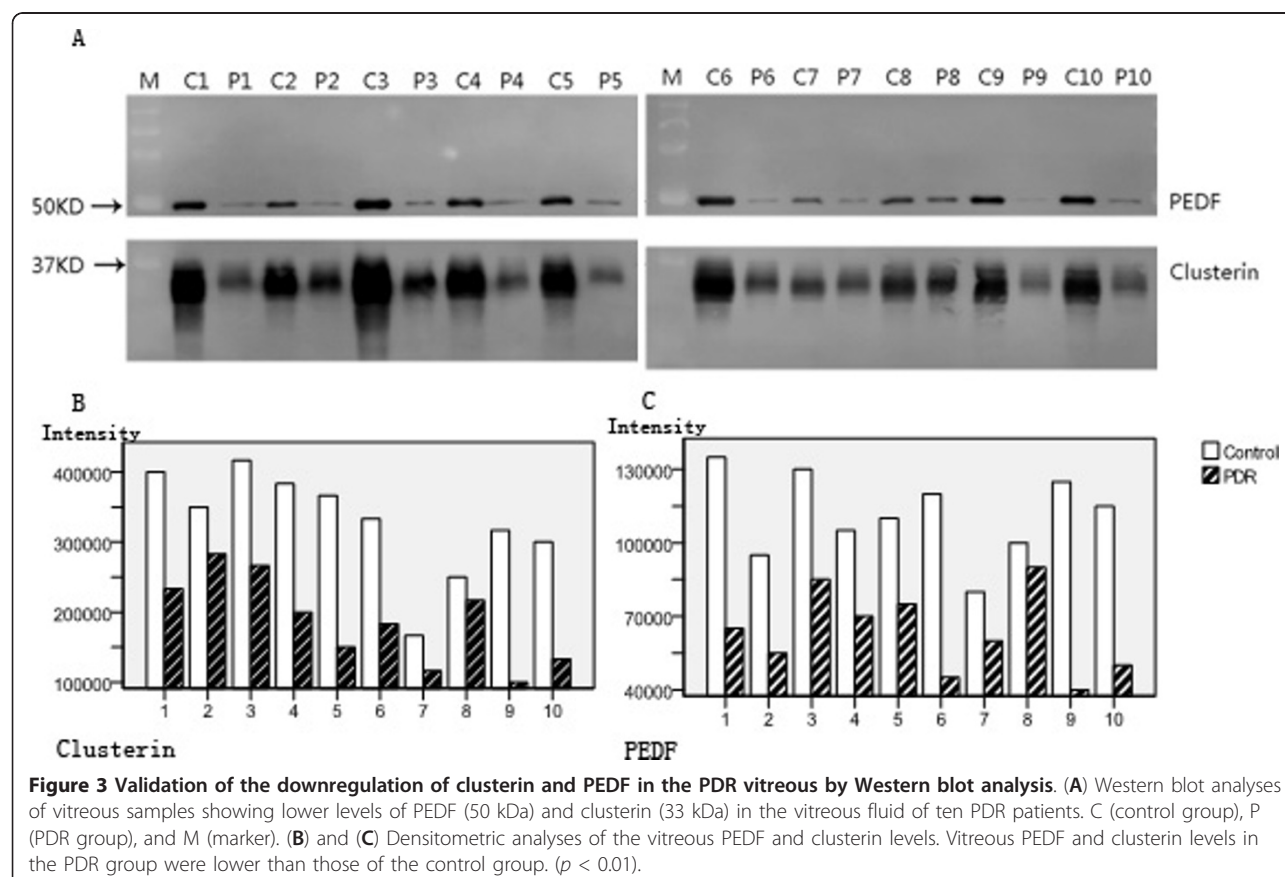 A
M C1 P1 C2 P2 C3 P3 C4 P4 C5 P5
M C6 P6 C7 P7 C8 P8 C9 P9 C10 P10
50KD
PEDF
37KD
Clusterin
B
C
Intensity
Intensity
Control
PDR
400000
300000
200000
100000
130000
100000
70000
40000
1 2 3 4 5 6 7 8 9 10
1 2 3 4 5 6 7 8 9 10
Clusterin
PEDF
Figure 3 Validation of the downregulation of clusterin and PEDF in the PDR vitreous by Western blot analysis. (A) Western blot analyses
of vitreous samples showing lower levels of PEDF (50 kDa) and clusterin (33 kDa) in the vitreous fluid of ten PDR patients. C (control group), P
(PDR group), and M (marker). (B) and (C) Densitometric analyses of the vitreous PEDF and clusterin levels. Vitreous PEDF and clusterin levels in
the PDR group were lower than those of the control group. (p < 0.01).